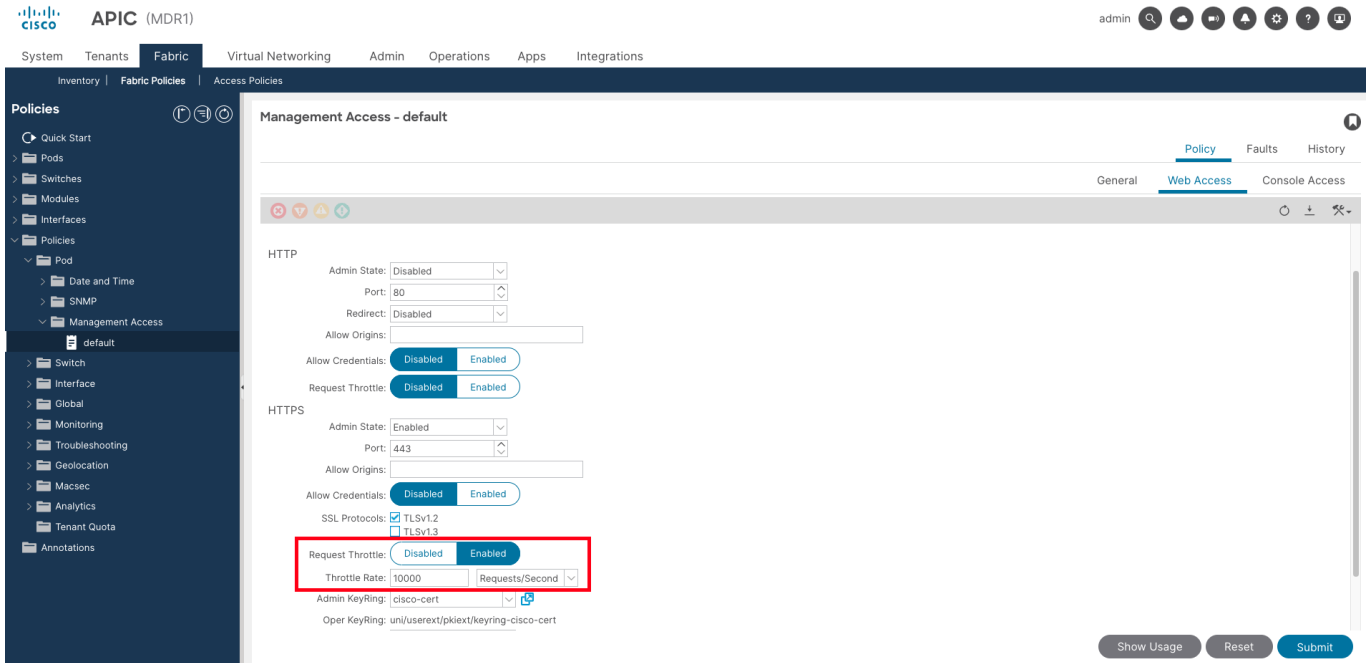 CISCO
APIC (MDR1)
admin
System Tenants Fabric Virtual Networking Admin Operations Apps Integrations
Inventory | Fabric Policies | Access Policies
Policies
Quick Start
Pods
Switches
Modules
Interfaces
Policies
Pod
Date and Time
SNMP
Management Access
default
Switch
Interface
Global
Monitoring
Troubleshooting
Geolocation
Macsec
Analytics
Tenant Quota
Annotations
Management Access - default
Policy Faults History
General Web Access Console Access
HTTP
Admin State: Disabled
Port: 80
Redirect: Disabled
Allow Origins:
Allow Credentials: Disabled Enabled
Request Throttle: Disabled Enabled
HTTPS
Admin State: Enabled
Port: 443
Allow Origins:
Allow Credentials: Disabled Enabled
SSL Protocols: TLSv1.2
TLSv1.3
Request Throttle: Disabled Enabled
Throttle Rate: 10000 Requests/Second
Admin KeyRing: cisco-cert
Oper KeyRing: uni/userext/pkiext/keyring-cisco-cert
Show Usage Reset Submit